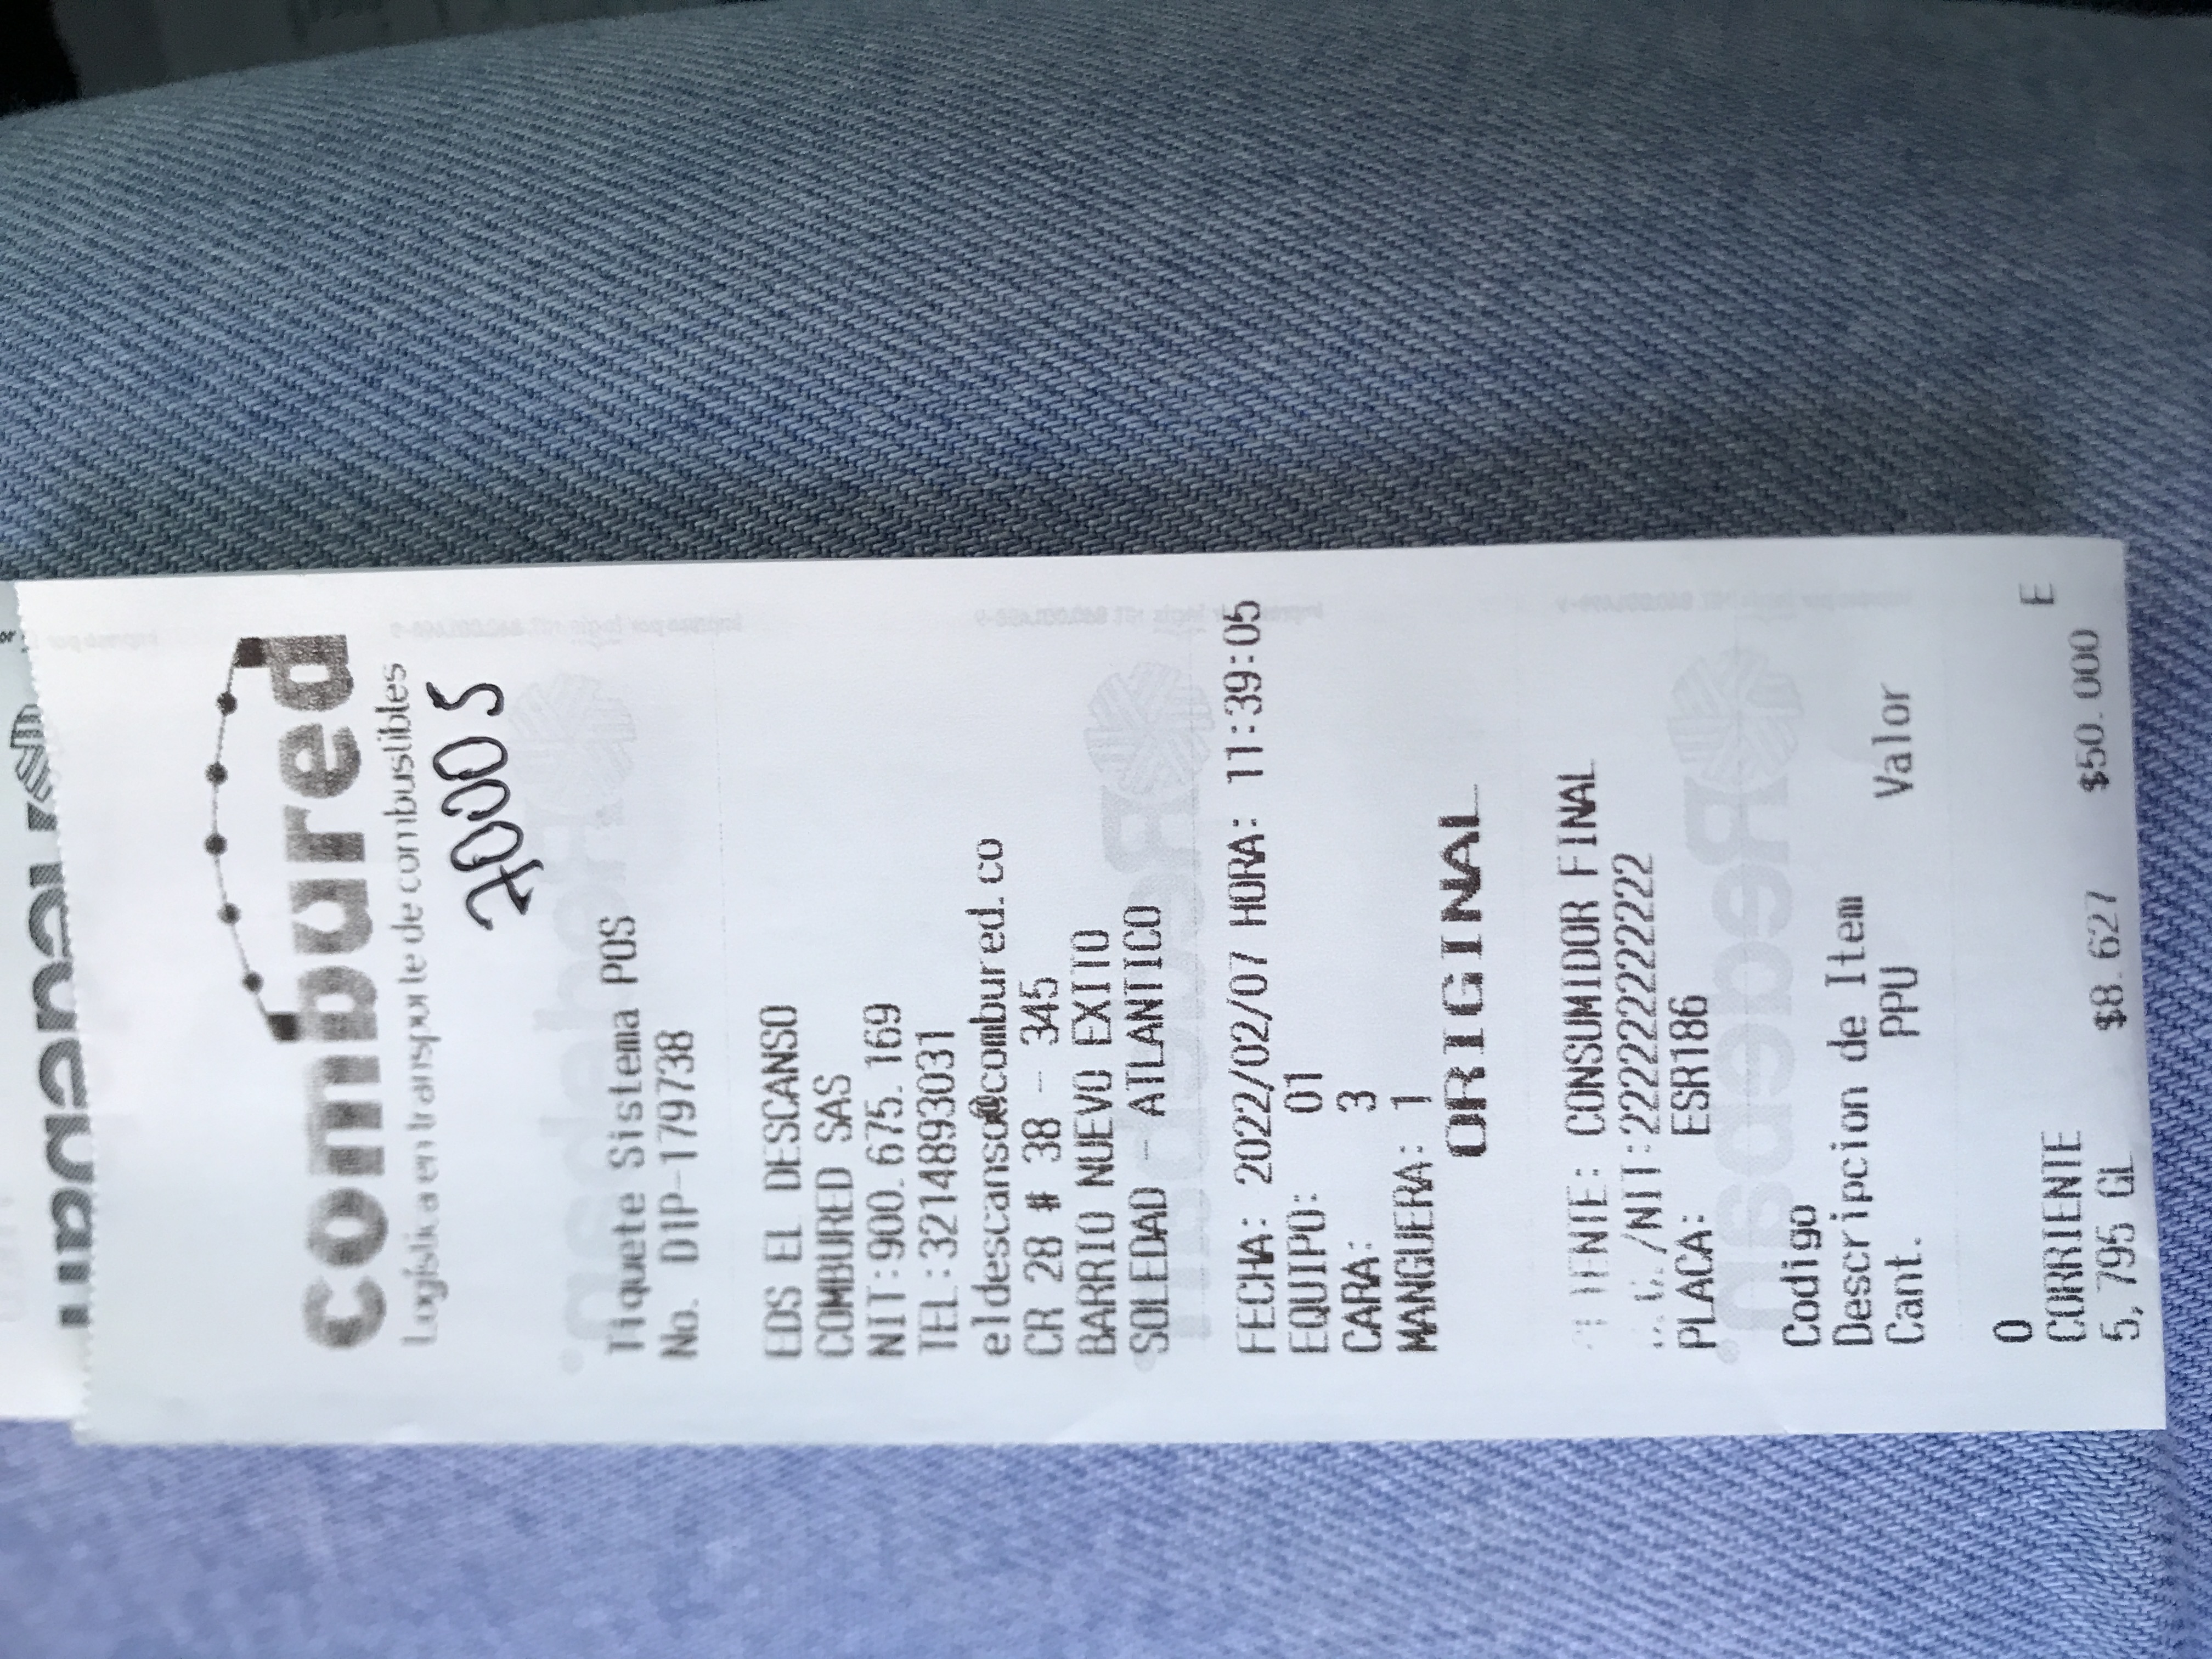 combured
Logística en transporte de combustibles
70005
Tiquete Sistema POS
No. D1P-179738
EDS EL DESCANSO
COMBURED SAS
NIT:900.675.169
TEL:3214893031
eldescanso@combured.co
CR 28 # 38 - 345
BARRIO NUEVO EXITO
SOLEDAD - ATLANTICO
FECHA: 2022/02/07 HORA: 11:39:05
EQUIPO: 01
CARA: 3
MANGUERA: 1
ORIGINAL
CONSUMIDOR FINAL
/NIT:222222222222
PLACA: ESR186
Codigo
Descripcion de Item
Cant. PPU Valor
0
CORRIENTE E
5,795 GL $8.627 $50.000